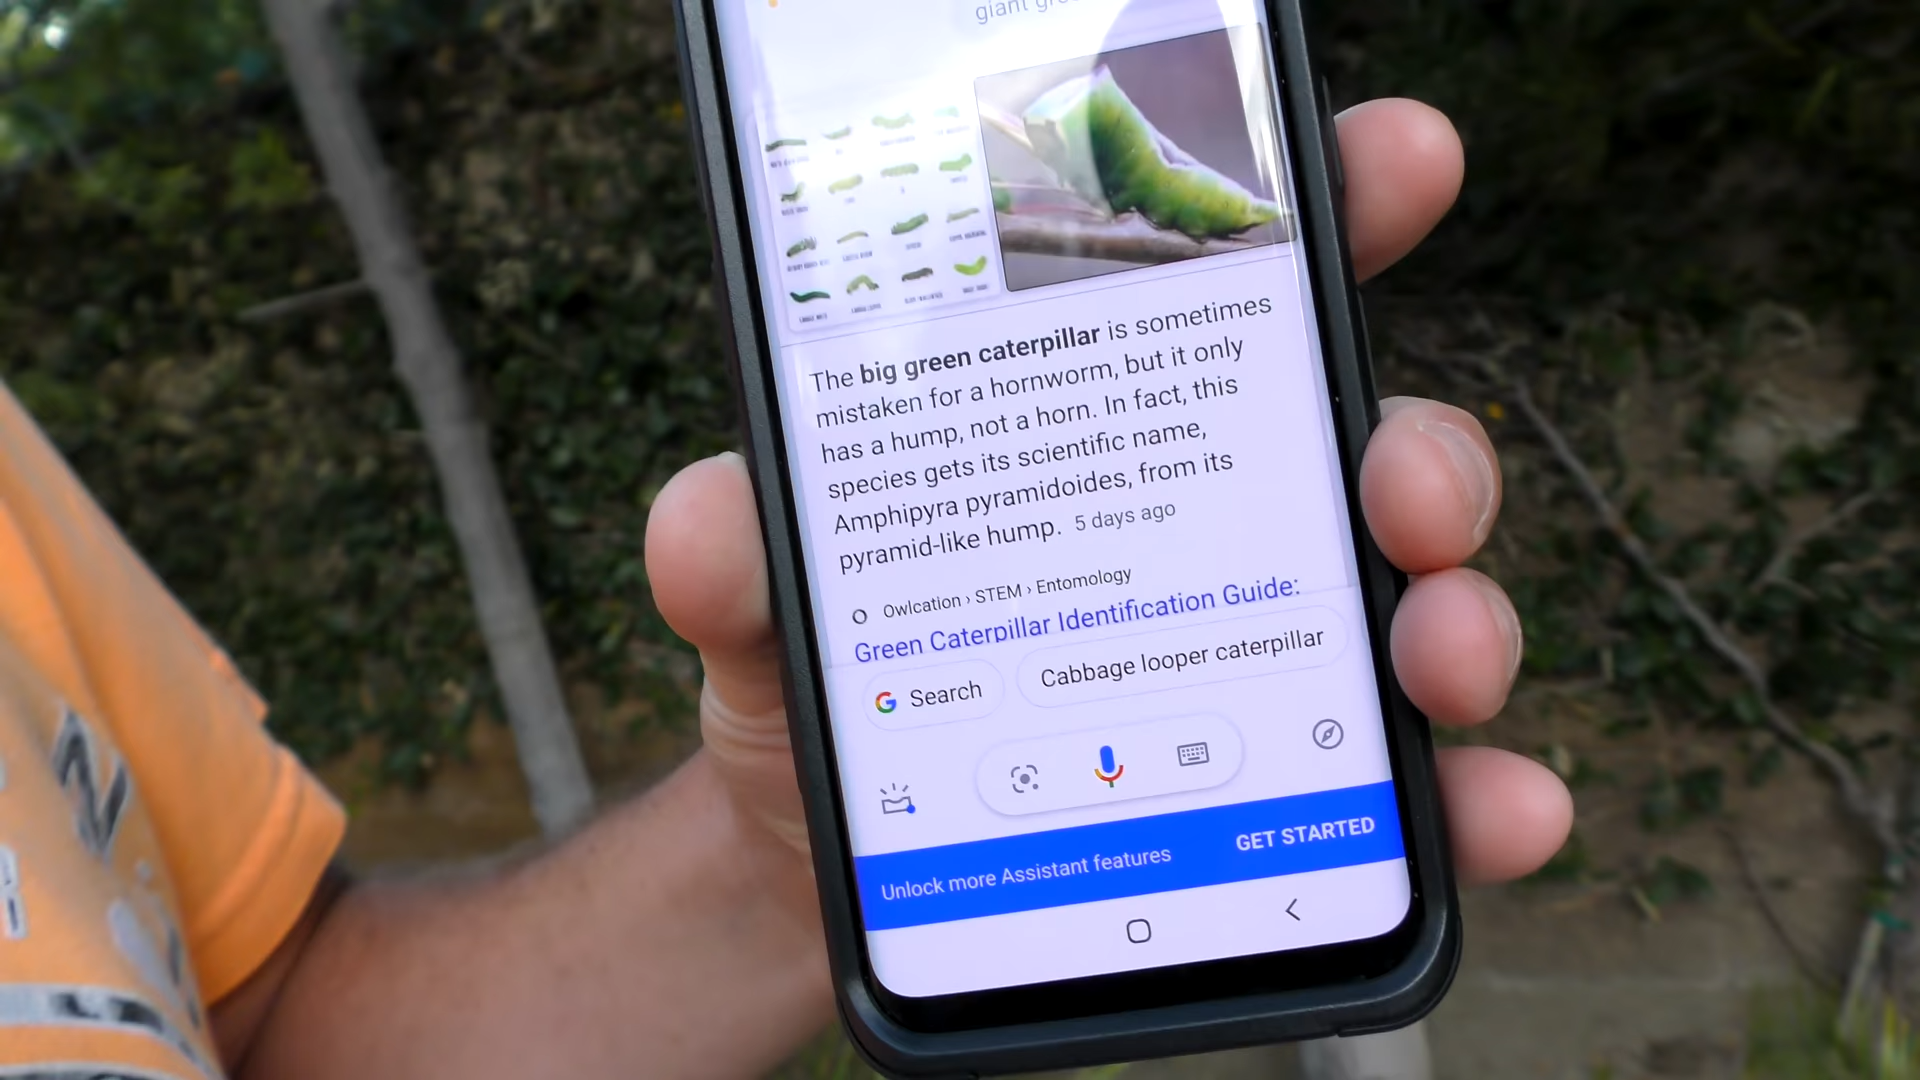 giant
The big green caterpillar is sometimes
mistaken for a hornworm, but it only
has a hump, not a horn. In fact, this
species gets its scientific name,
Amphipyra pyramidoides, from its
pyramid-like hump. 5 days ago
Owlcation › STEM › Entomology
Green Caterpillar Identification Guide:
Search
Cabbage looper caterpillar
Unlock more Assistant features
GET STARTED